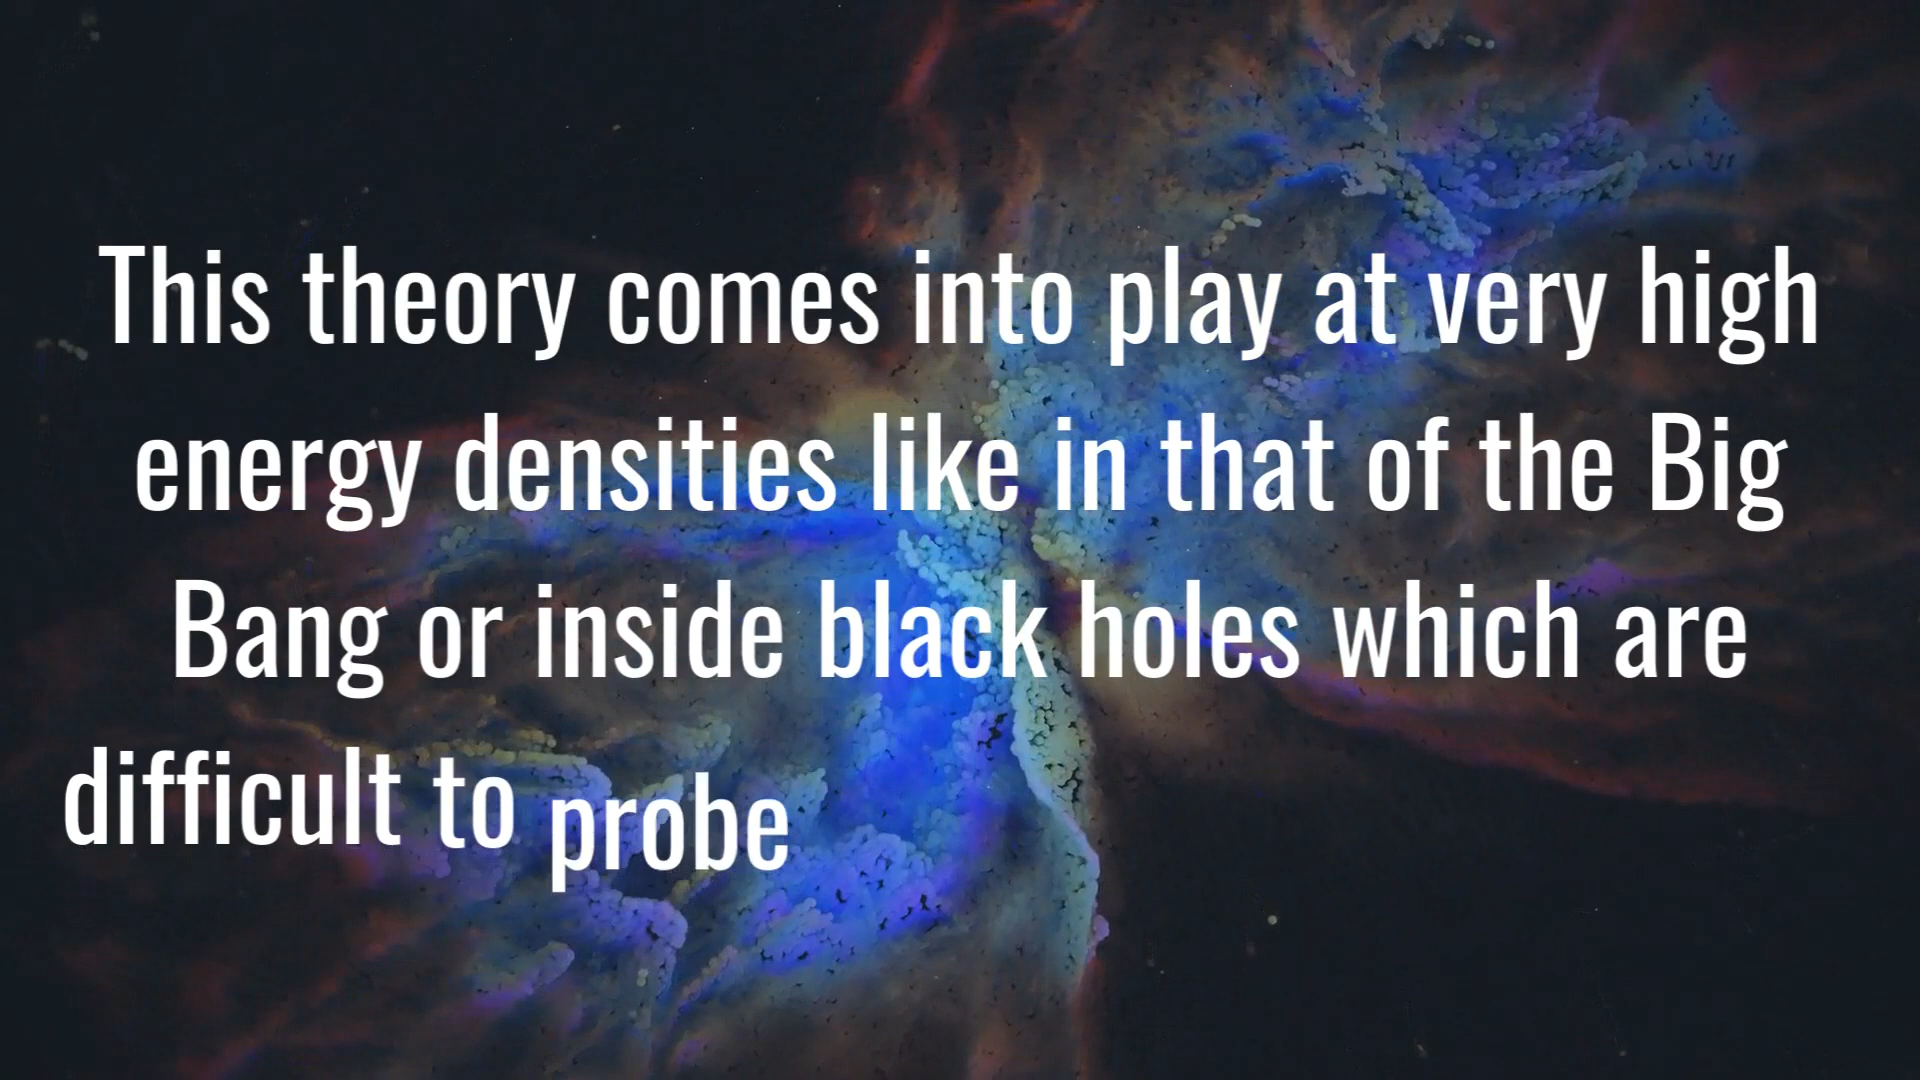 This theory comes into play at very high
energy densities like in that of the Big
Bang or inside black holes which are
difficult to probe